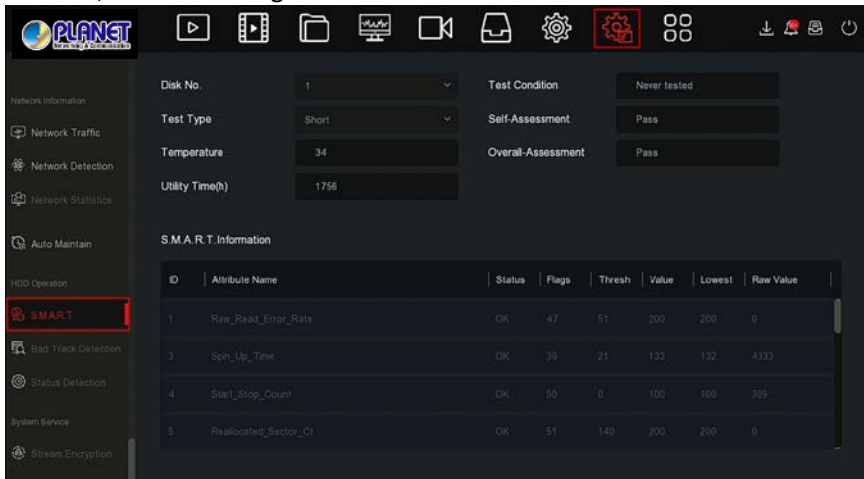 PLANET
Networking & Communication
Disk No. 1 Test Condition Never tested
Network Information
Test Type Short Self-Assessment Pass
Network Traffic
Temperature 34 Overall-Assessment Pass
Network Detection
Utility Time(h) 1756
Network Statistics
Auto Maintain
S.M.A.R.T.Information
HDD Operation
ID Attribute Name Status Flags Thresh Value Lowest Raw Value
SMART
1 Raw_Read_Error_Rate OK 47 51 200 200 0
Bad Track Detection
3 Spin_Up_Time OK 39 21 133 132 4333
Status Detection
4 Start_Stop_Count OK 50 0 100 100 309
System Service
5 Reallocated_Sector_Ct OK 51 140 200 200 0
Stream Encryption